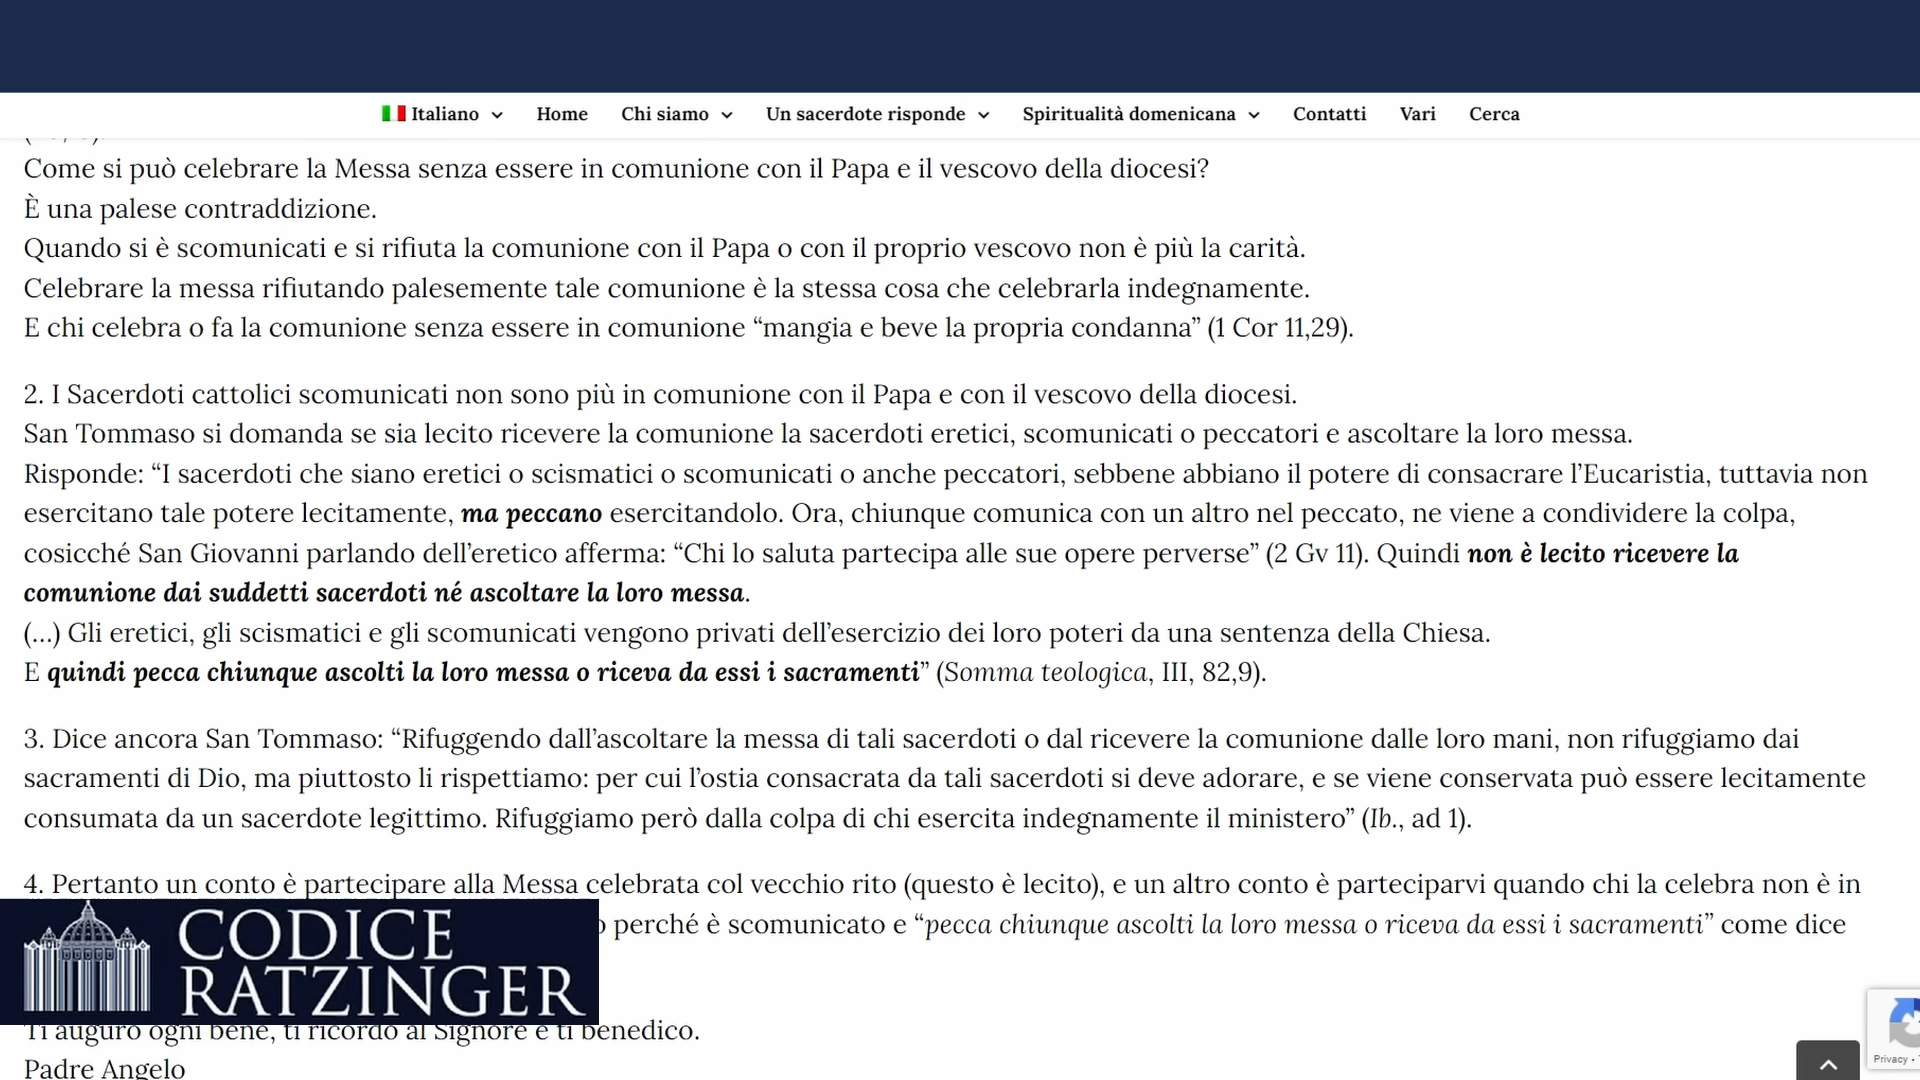 Italiano Home Chi siamo Un sacerdote risponde Spiritualità domenicana Contatti Vari Cerca
Come si può celebrare la Messa senza essere in comunione con il Papa e il vescovo della diocesi?
È una palese contraddizione.
Quando si è scomunicati e si rifiuta la comunione con il Papa o con il proprio vescovo non è più la carità.
Celebrare la messa rifiutando palesemente tale comunione è la stessa cosa che celebrarla indegnamente.
E chi celebra o fa la comunione senza essere in comunione “mangia e beve la propria condanna” (1 Cor 11,29).
2. I Sacerdoti cattolici scomunicati non sono più in comunione con il Papa e con il vescovo della diocesi.
San Tommaso si domanda se sia lecito ricevere la comunione la sacerdoti eretici, scomunicati o peccatori e ascoltare la loro messa.
Risponde: “I sacerdoti che siano eretici o scismatici o scomunicati o anche peccatori, sebbene abbiano il potere di consacrare l’Eucaristia, tuttavia non
esercitano tale potere lecitamente, ma peccano esercitandolo. Ora, chiunque comunica con un altro nel peccato, ne viene a condividere la colpa,
cosicché San Giovanni parlando dell’eretico afferma: “Chi lo saluta partecipa alle sue opere perverse” (2 Gv 11). Quindi non è lecito ricevere la
comunione dai suddetti sacerdoti né ascoltare la loro messa.
(…) Gli eretici, gli scismatici e gli scomunicati vengono privati dell’esercizio dei loro poteri da una sentenza della Chiesa.
E quindi pecca chiunque ascolti la loro messa o riceva da essi i sacramenti” (Somma teologica, III, 82,9).
3. Dice ancora San Tommaso: “Rifuggendo dall’ascoltare la messa di tali sacerdoti o dal ricevere la comunione dalle loro mani, non rifuggiamo dai
sacramenti di Dio, ma piuttosto li rispettiamo: per cui l’ostia consacrata da tali sacerdoti si deve adorare, e se viene conservata può essere lecitamente
consumata da un sacerdote legittimo. Rifuggiamo però dalla colpa di chi esercita indegnamente il ministero” (Ib., ad 1).
4. Pertanto un conto è partecipare alla Messa celebrata col vecchio rito (questo è lecito), e un altro conto è parteciparvi quando chi la celebra non è in
perché è scomunicato e “pecca chiunque ascolti la loro messa o riceva da essi i sacramenti” come dice
CODICE
RATZINGER
Ti auguro ogni bene, ti ricordo al Signore e ti benedico.
Padre Angelo
Privacy -